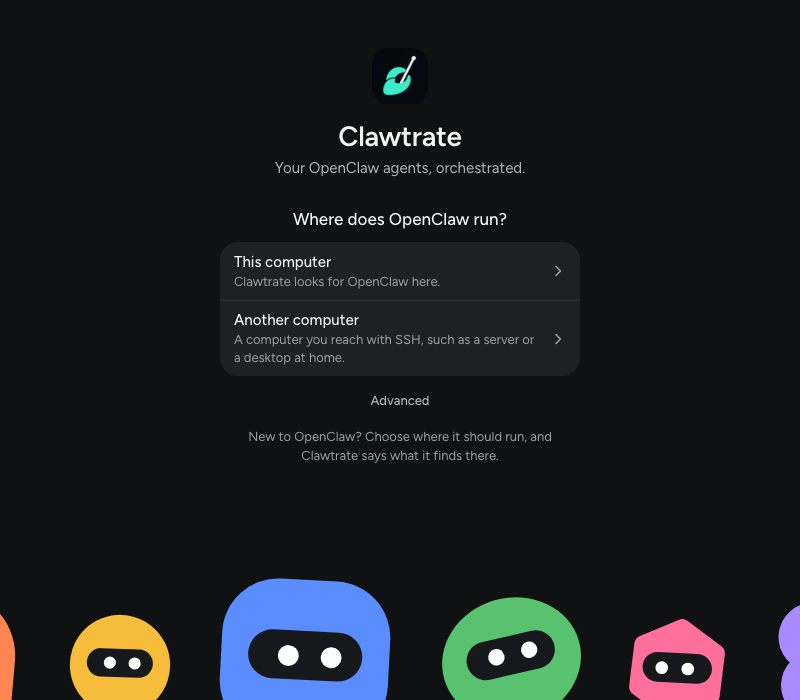 Clawtrate
Your OpenClaw agents, orchestrated.
Where does OpenClaw run?
This computer
Clawtrate looks for OpenClaw here.
Another computer
A computer you reach with SSH, such as a server or
a desktop at home.
Advanced
New to OpenClaw? Choose where it should run, and
Clawtrate says what it finds there.